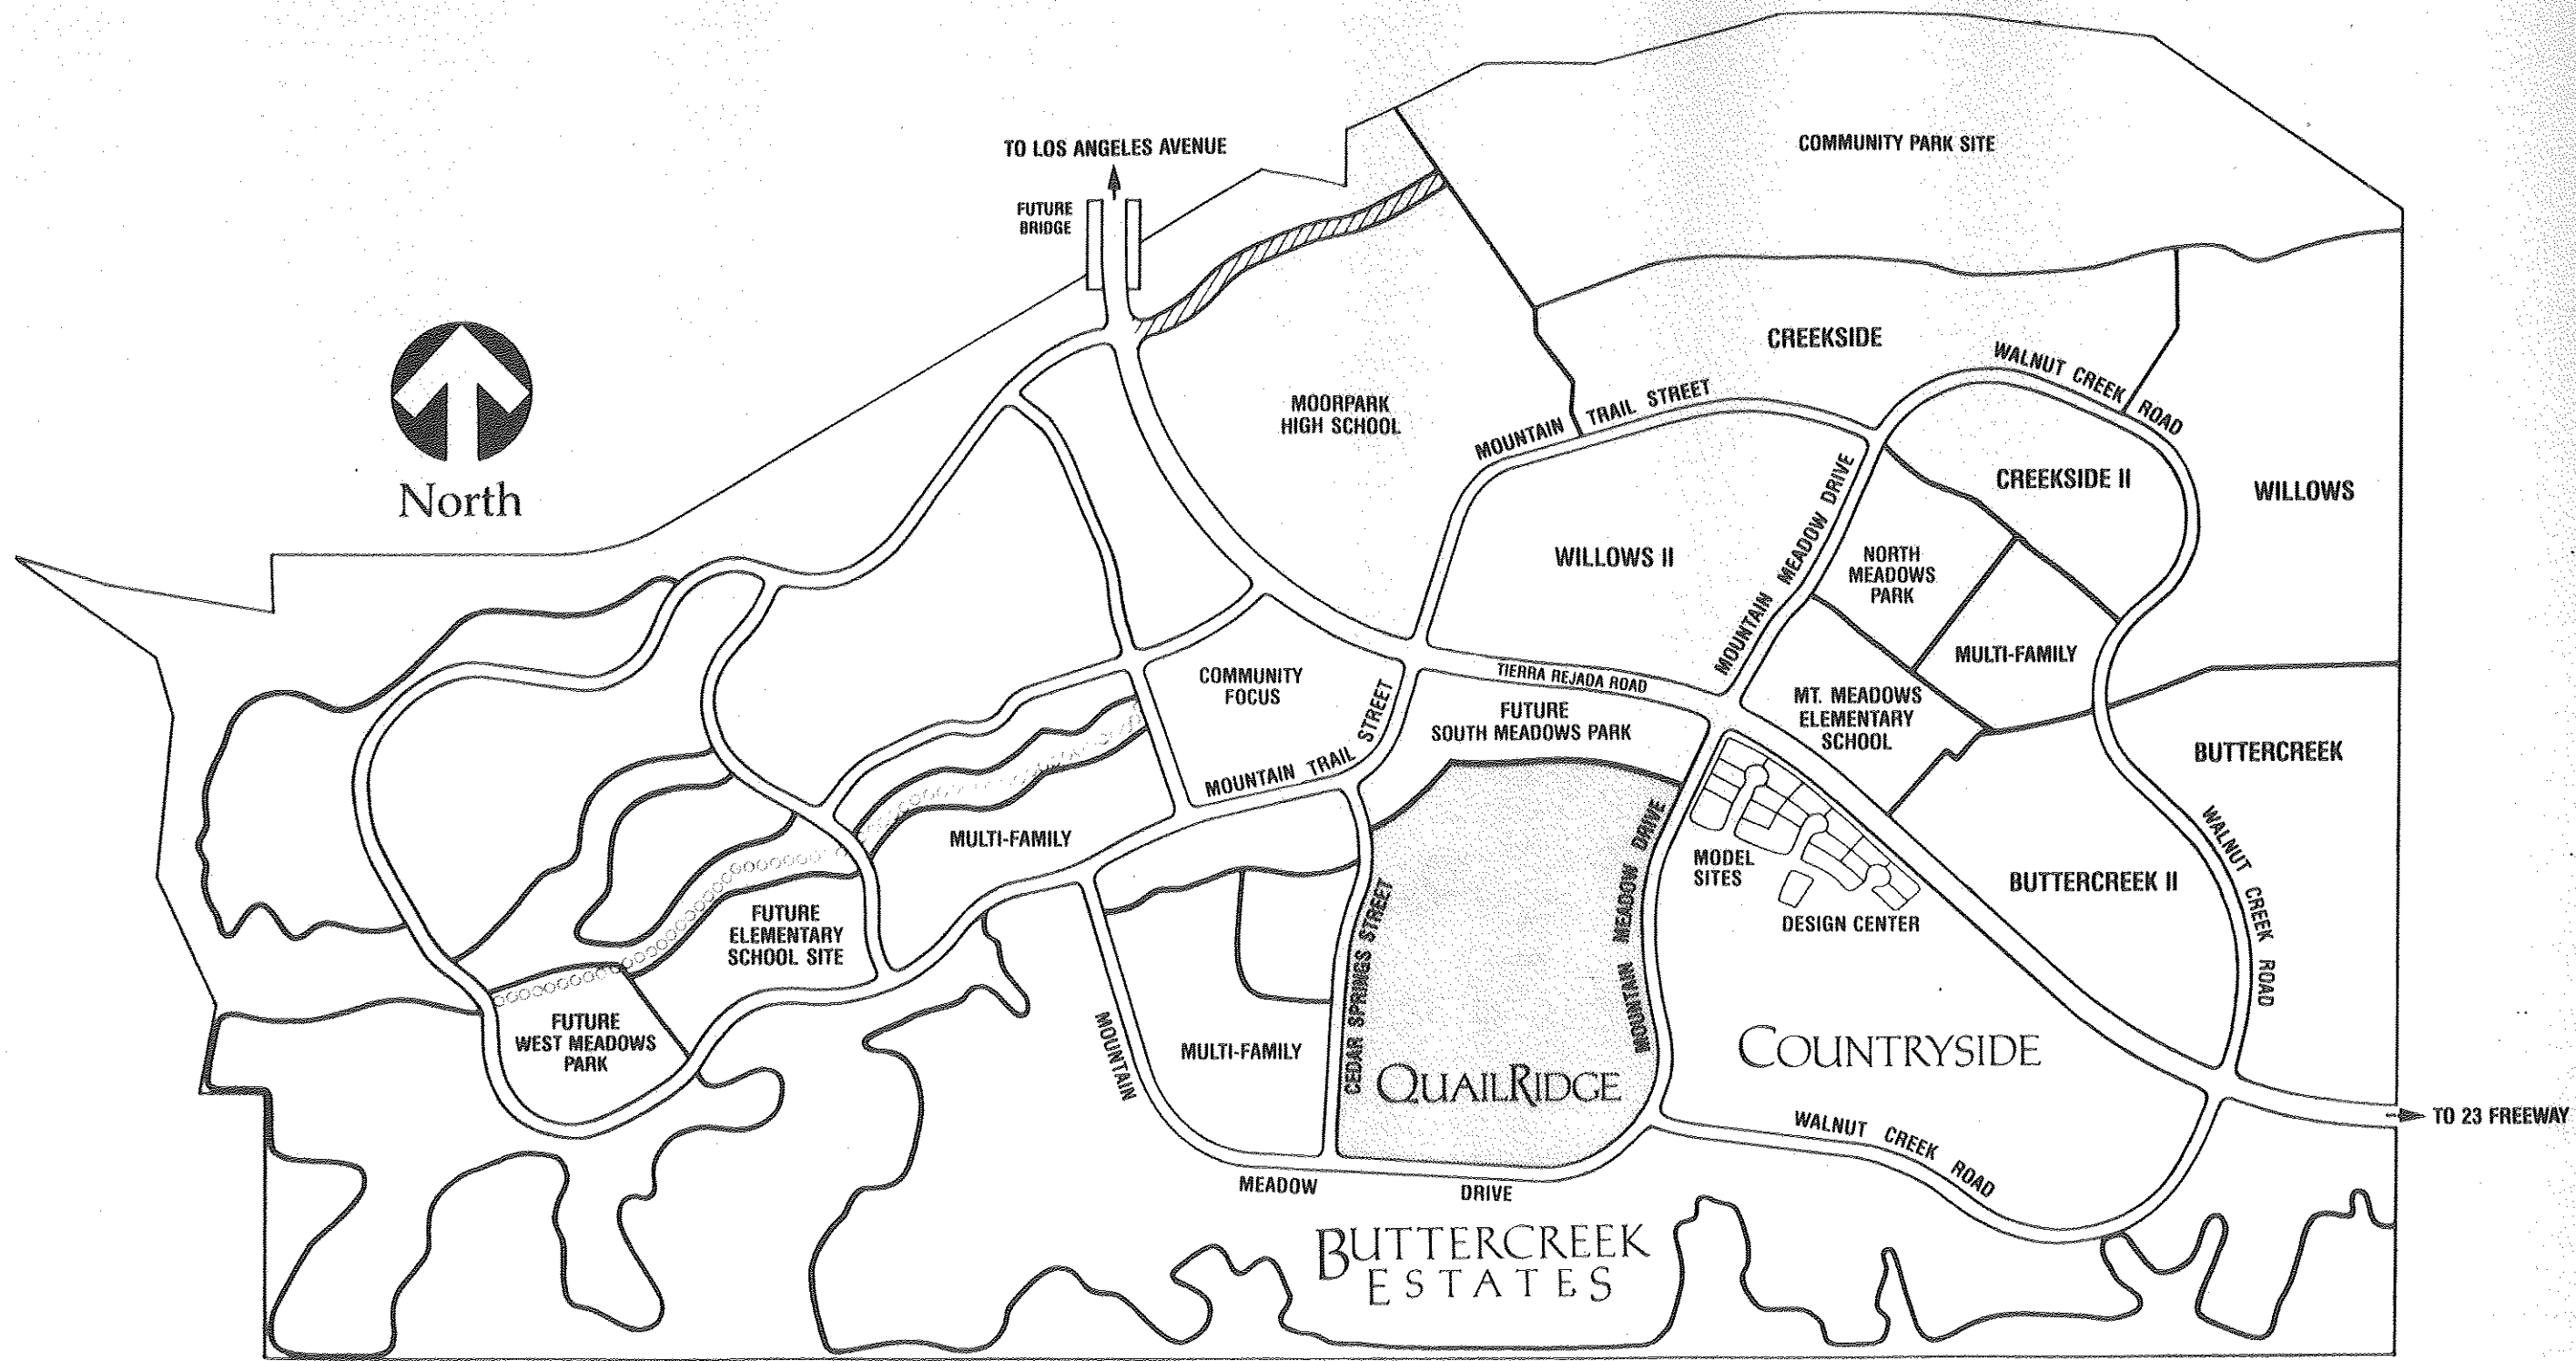 COMMUNITY PARK SITE
TO LOS ANGELES AVENUE
FUTURE
BRIDGE
North
CREEKSIDE
WALNUT CREEK ROAD
MOORPARK
HIGH SCHOOL
MOUNTAIN TRAIL STREET
CREEKSIDE II
WILLOWS
WILLOWS II
MOUNTAIN MEADOW DRIVE
NORTH
MEADOWS
PARK
MULTI-FAMILY
COMMUNITY
FOCUS
TIERRA REJADA ROAD
MT. MEADOWS
ELEMENTARY
SCHOOL
FUTURE
SOUTH MEADOWS PARK
BUTTERCREEK
MOUNTAIN TRAIL STREET
MULTI-FAMILY
MODEL
SITES
MOUNTAIN MEADOW DRIVE
WALNUT CREEK ROAD
BUTTERCREEK II
DESIGN CENTER
FUTURE
ELEMENTARY
SCHOOL SITE
CEDAR SPRINGS STREET
FUTURE
WEST MEADOWS
PARK
MULTI-FAMILY
COUNTRYSIDE
QUAILRIDGE
TO 23 FREEWAY
WALNUT CREEK ROAD
MOUNTAIN MEADOW DRIVE
BUTTERCREEK
ESTATES